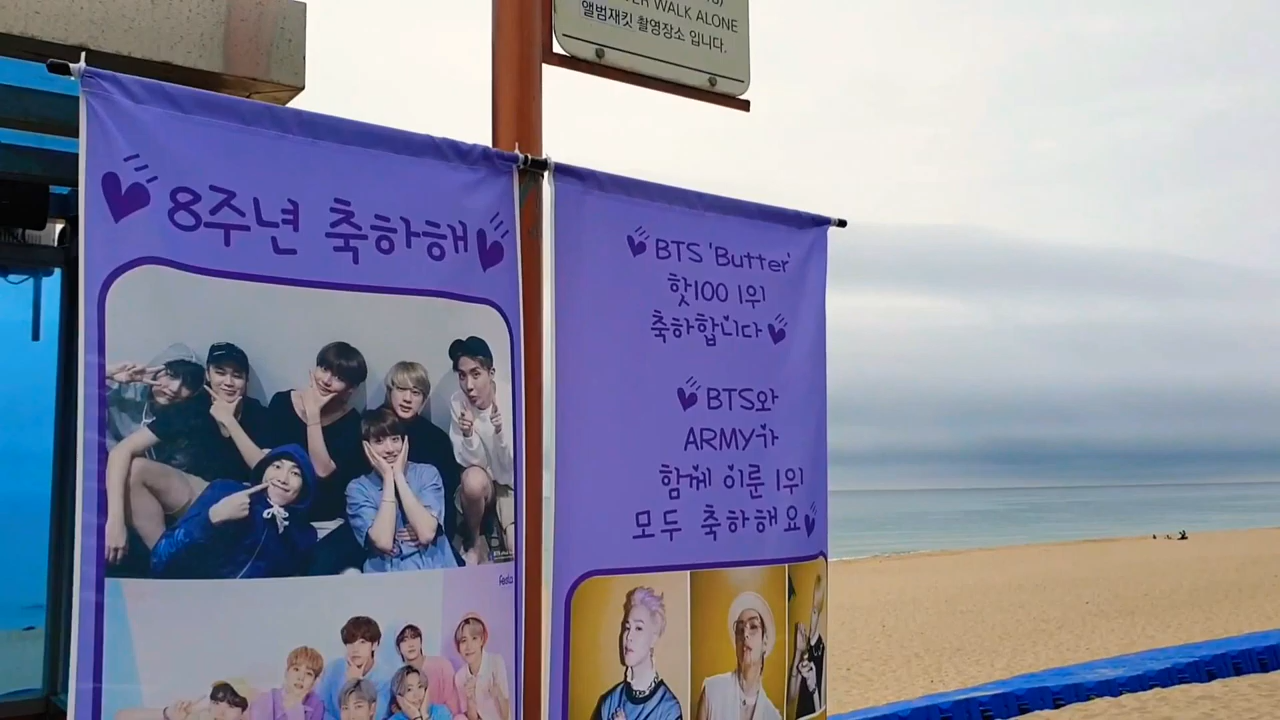 WALK ALONE
앨범재킷 촬영장소 입니다.
8주년 축하해
BTS 'Butter'
핫100 1위
축하합니다
BTS와
ARMY가
함께 이룬 1위
모두 축하해요
festa